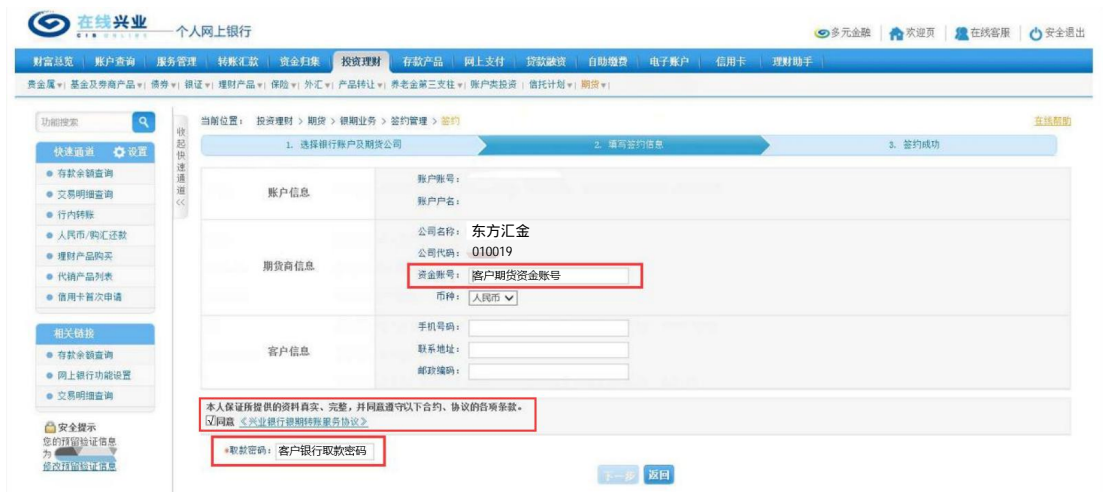 在线兴业
CIB ONLINE
个人网上银行
多元金融 欢迎页 在线客服 安全退出
财富总览 账户查询 服务管理 转账汇款 资金归集 投资理财 存款产品 网上支付 贷款融资 自助缴费 电子账户 信用卡 理财助手
贵金属 基金及券商产品 债券 银证 理财产品 保险 外汇 产品转让 养老金第三支柱 账户类投资 信托计划 期货
功能搜索
快速通道 设置
存款余额查询
交易明细查询
行内转账
人民币/购汇还款
理财产品购买
代销产品列表
信用卡首次申请
相关链接
存款余额查询
网上银行功能设置
交易明细查询
安全提示
您的预留验证信息
为
修改预留验证信息
收起快速通道<<
当前位置: 投资理财 > 期货 > 银期业务 > 签约管理 > 签约
在线帮助
1. 选择银行账户及期货公司 2. 填写签约信息 3. 签约成功
账户信息
账户账号:
账户户名:
期货商信息
公司名称: 东方汇金
公司代码: 010019
资金账号: 客户期货资金账号
币种: 人民币
客户信息
手机号码:
联系地址:
邮政编码:
本人保证所提供的资料真实、完整,并同意遵守以下合约、协议的各项条款。
同意 《兴业银行银期转账服务协议》
*取款密码: 客户银行取款密码
下一步 返回